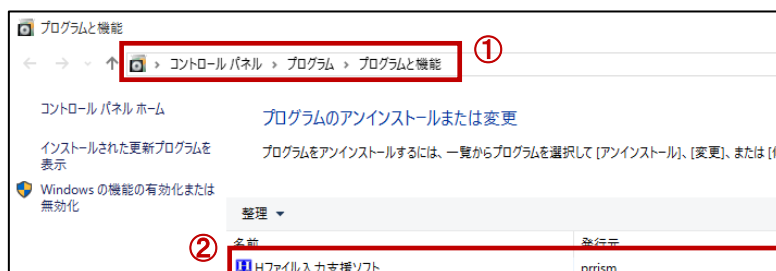 プログラムと機能
①
コントロール パネル › プログラム › プログラムと機能
コントロール パネル ホーム
インストールされた更新プログラムを
表示
Windows の機能の有効化または
無効化
プログラムのアンインストールまたは変更
プログラムをアンインストールするには、一覧からプログラムを選択して [アンインストール]、[変更]、または [
整理
②
名前 発行元
Hファイル入力支援ソフト prrism